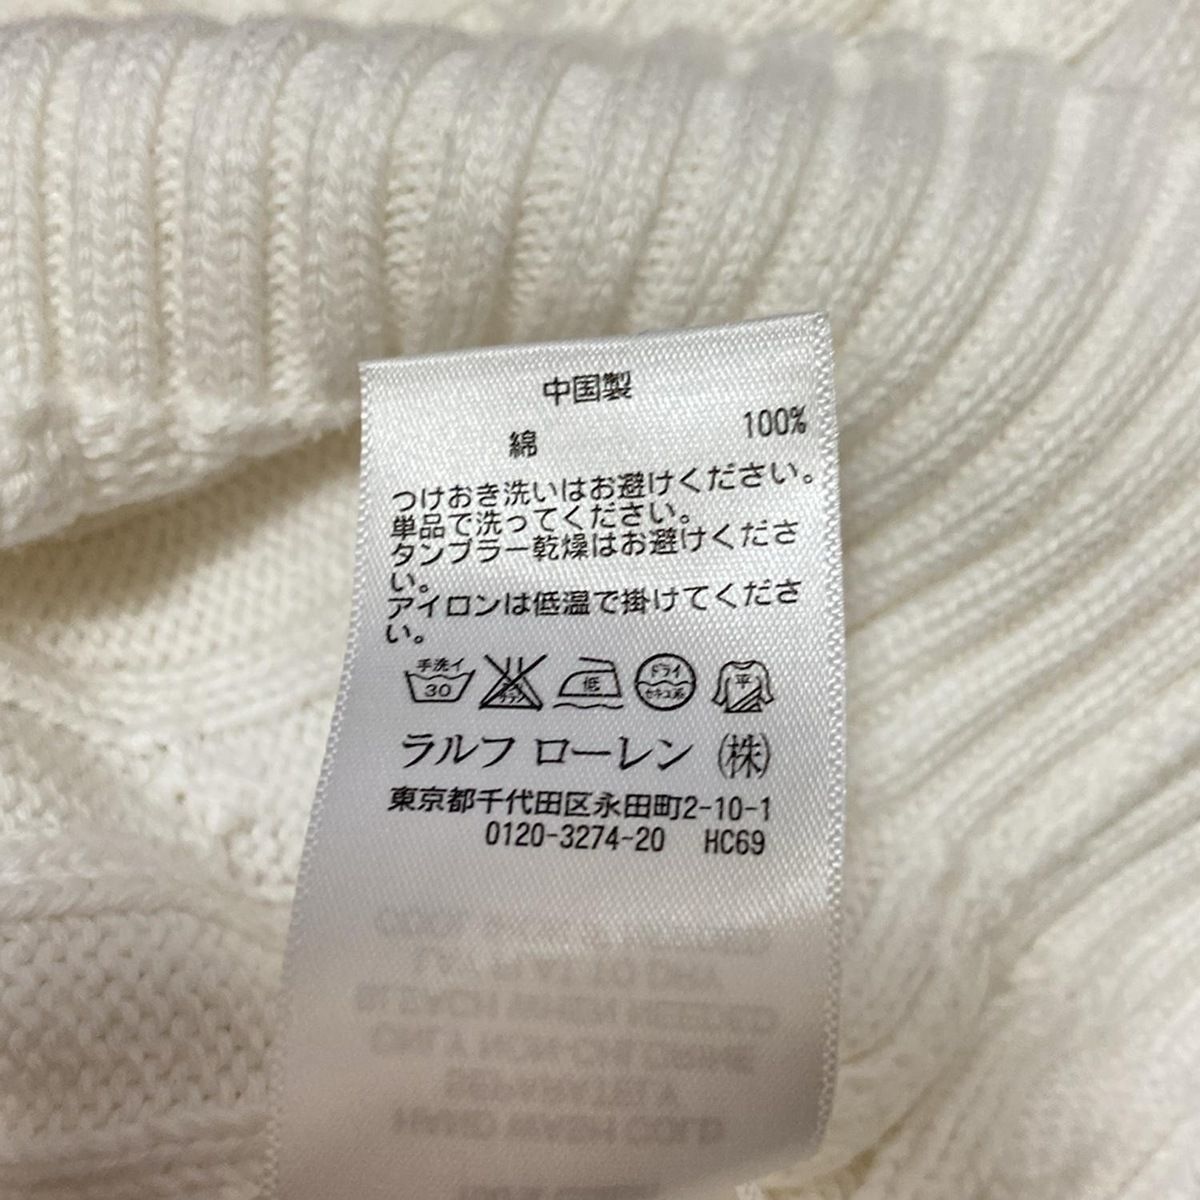 中国製
綿 100%
つけおき洗いはお避けください。
単品で洗ってください。
タンブラー乾燥はお避けくださ
い。
アイロンは低温で掛けてくださ
い。
手洗イ 30 低 ドライ セキユ系 平
ラルフ ローレン (株)
東京都千代田区永田町2-10-1
0120-3274-20 HC69